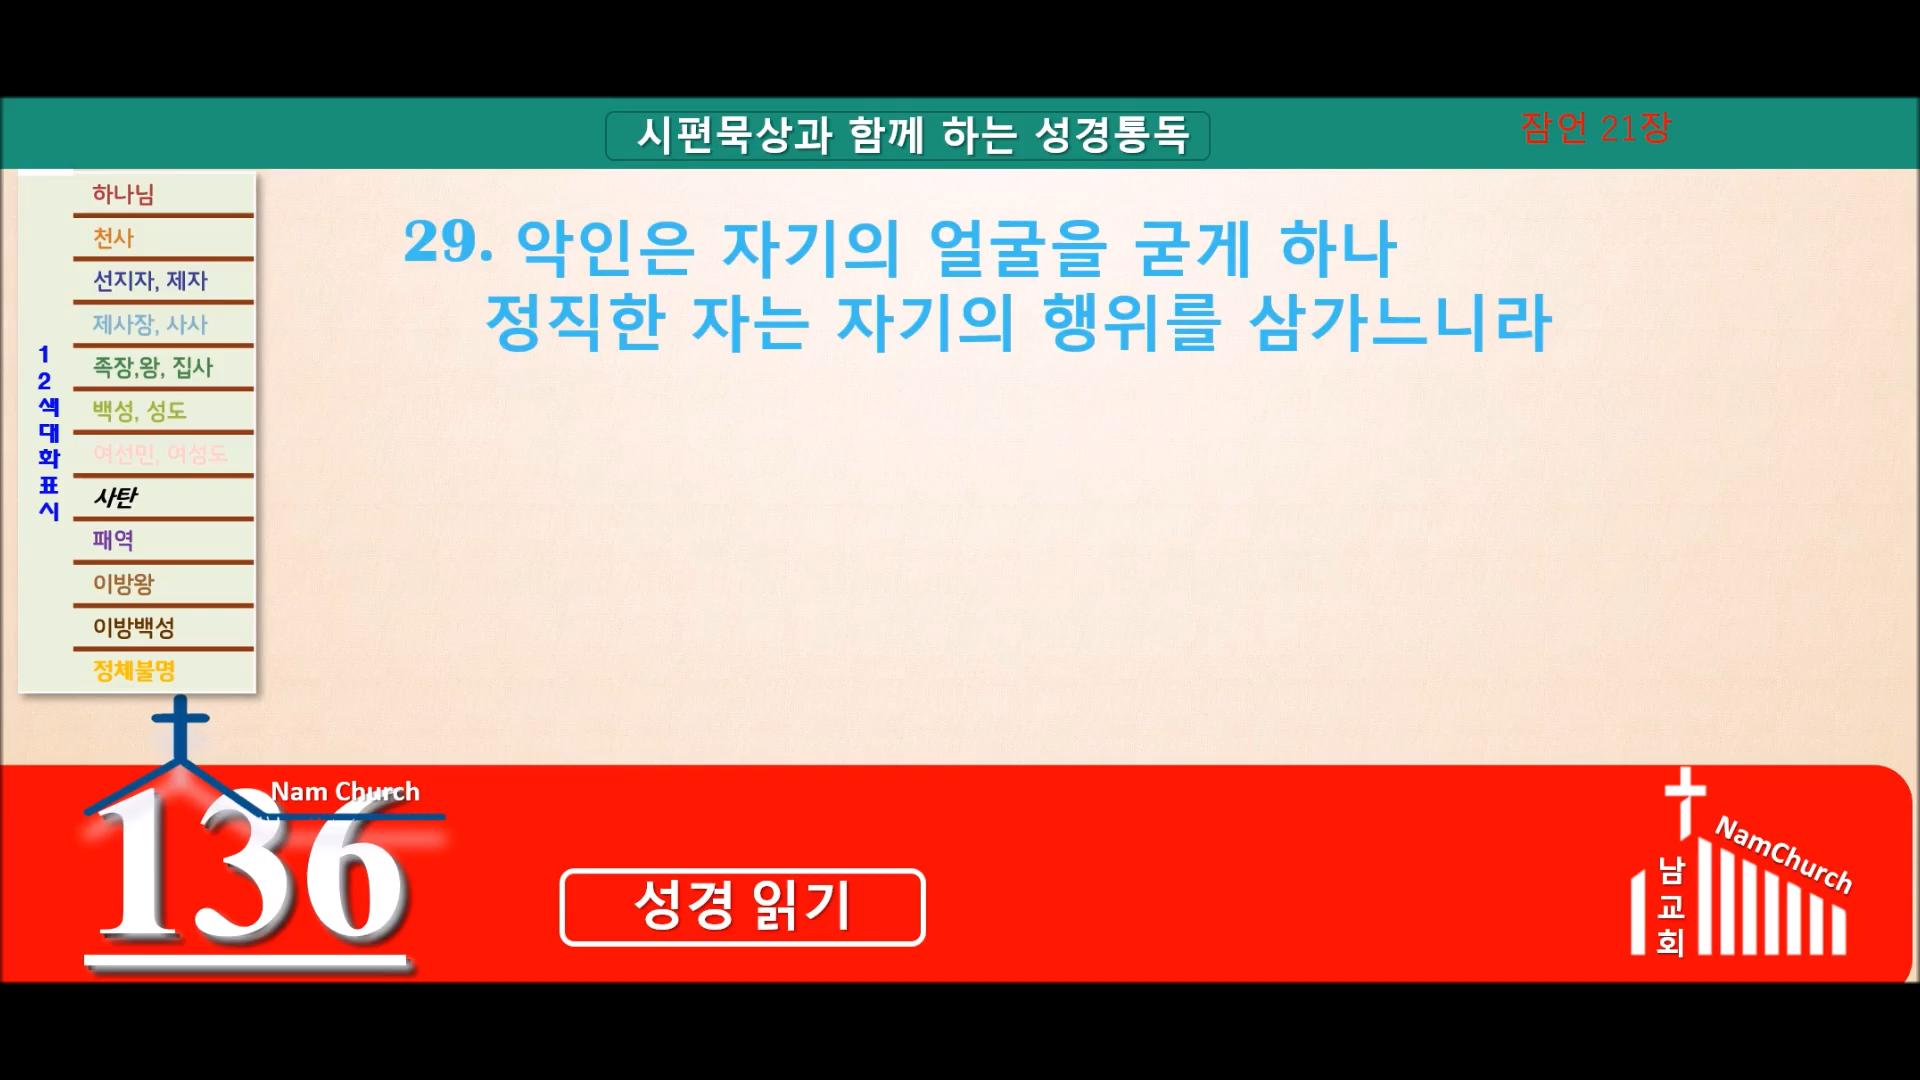 시편묵상과 함께 하는 성경통독
잠언 21장
하나님
천사
선지자, 제자
제사장, 사사
족장,왕, 집사
백성, 성도
여선민, 여성도
사탄
패역
이방왕
이방백성
정체불명
12색대화표시
29. 악인은 자기의 얼굴을 굳게 하나
정직한 자는 자기의 행위를 삼가느니라
Nam Church
136
성경 읽기
NamChurch
남교회